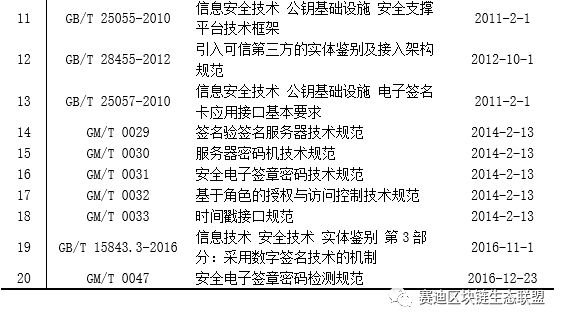 11 GB/T 25055-2010 信息安全技术 公钥基础设施 安全支撑 2011-2-1
平台技术框架
12 GB/T 28455-2012 引入可信第三方的实体鉴别及接入架构 2012-10-1
规范
13 GB/T 25057-2010 信息安全技术 公钥基础设施 电子签名 2011-2-1
卡应用接口基本要求
14 GM/T 0029 签名验签名服务器技术规范 2014-2-13
15 GM/T 0030 服务器密码机技术规范 2014-2-13
16 GM/T 0031 安全电子签章密码技术规范 2014-2-13
17 GM/T 0032 基于角色的授权与访问控制技术规范 2014-2-13
18 GM/T 0033 时间戳接口规范 2014-2-13
19 GB/T 15843.3-2016 信息技术 安全技术 实体鉴别 第 3 部 2016-11-1
分：采用数字签名技术的机制
20 GM/T 0047 安全电子签章密码检测规范 2016-12-23
赛迪区块链生态联盟